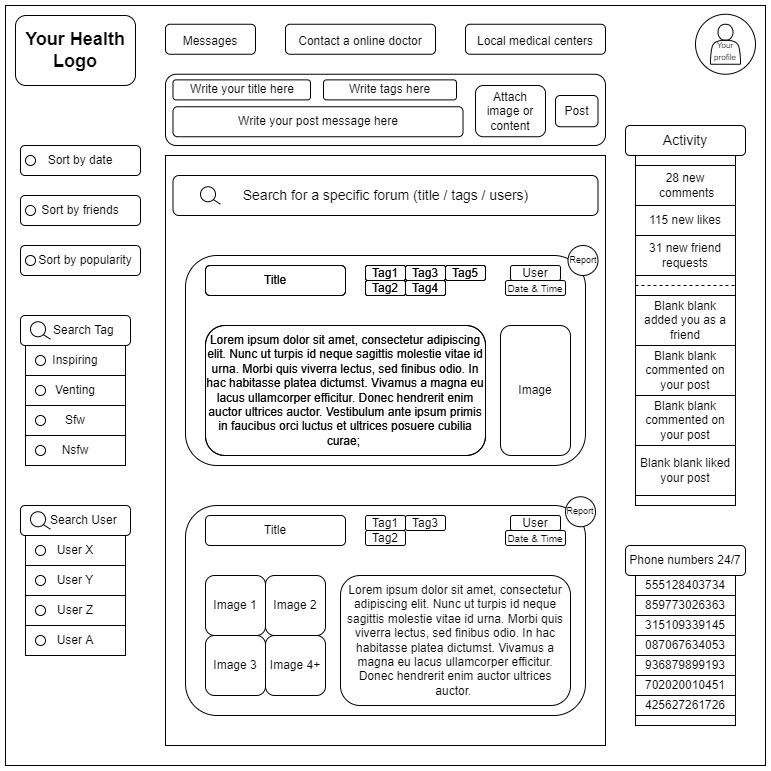 Your Health
Logo
Messages
Contact a online doctor
Local medical centers
Your
profile
Write your title here
Write tags here
Write your post message here
Attach
image or
content
Post
Sort by date
Sort by friends
Sort by popularity
Search Tag
Inspiring
Venting
Sfw
Nsfw
Search User
User X
User Y
User Z
User A
Search for a specific forum (title / tags / users)
Report
Title
Tag1 Tag3 Tag5
Tag2 Tag4
User
Date & Time
Lorem ipsum dolor sit amet, consectetur adipiscing
elit. Nunc ut turpis id neque sagittis molestie vitae id
urna. Morbi quis viverra lectus, sed finibus odio. In
hac habitasse platea dictumst. Vivamus a magna eu
lacus ullamcorper efficitur. Donec hendrerit enim
auctor ultrices auctor. Vestibulum ante ipsum primis
in faucibus orci luctus et ultrices posuere cubilia
curae;
Image
Report
Title
Tag1 Tag3
Tag2
User
Date & Time
Image 1
Image 2
Image 3
Image 4+
Lorem ipsum dolor sit amet, consectetur
adipiscing elit. Nunc ut turpis id neque
sagittis molestie vitae id urna. Morbi quis
viverra lectus, sed finibus odio. In hac
habitasse platea dictumst. Vivamus a
magna eu lacus ullamcorper efficitur.
Donec hendrerit enim auctor ultrices
auctor.
Activity
28 new
comments
115 new likes
31 new friend
requests
Blank blank
added you as a
friend
Blank blank
commented on
your post
Blank blank
commented on
your post
Blank blank liked
your post
Phone numbers 24/7
555128403734
859773026363
315109339145
087067634053
936879899193
702020010451
425627261726